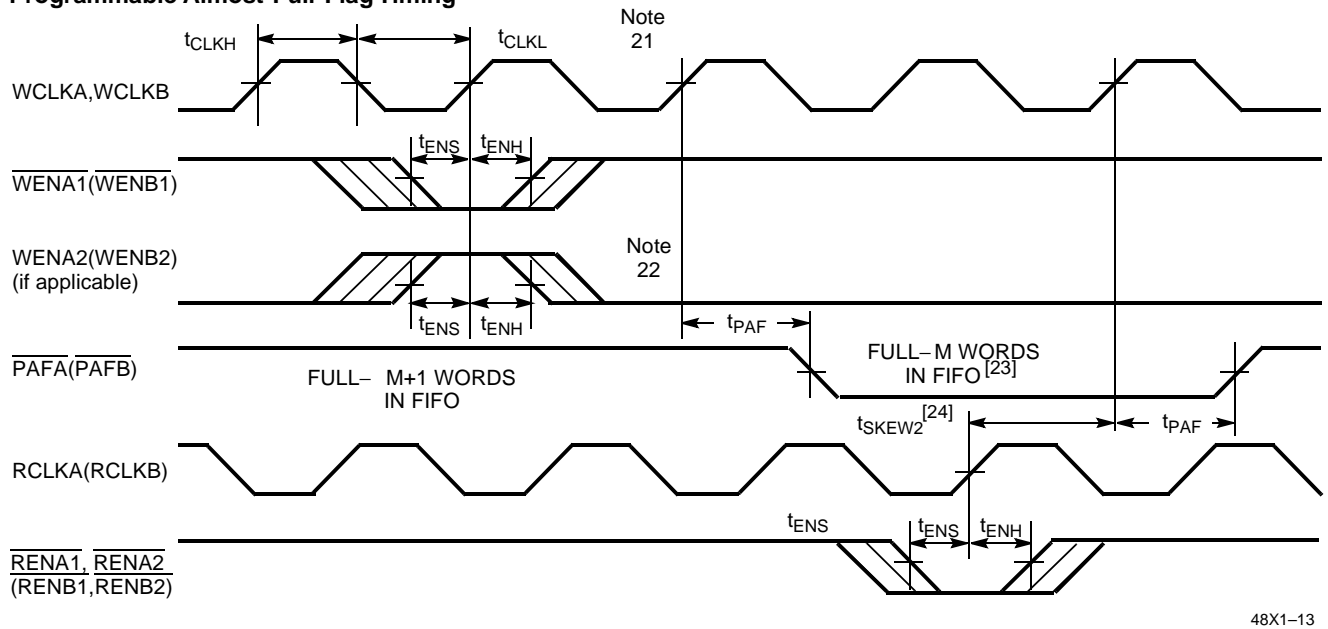 Programmable Almost-Full Flag Timing
tCLKH
tCLKL
Note
21
WCLKA,WCLKB
tENS
tENH
WENA1(WENB1)
WENA2(WENB2)
(if applicable)
Note
22
tENS
tENH
tPAF
PAFA(PAFB)
FULL– M+1 WORDS
IN FIFO
FULL–M WORDS
IN FIFO[23]
tSKEW2[24]
tPAF
RCLKA(RCLKB)
tENS
tENS
tENH
RENA1, RENA2
(RENB1,RENB2)
48X1–13